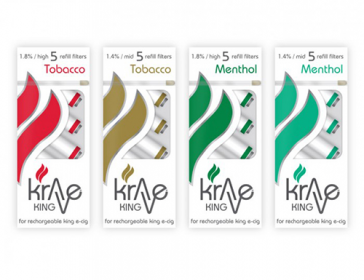 1.8% / high 5 refill filters
Tobacco
krave
KING
for rechargeable king e-cig
1.4% / mid 5 refill filters
Tobacco
krave
KING
for rechargeable king e-cig
1.8% / high 5 refill filters
Menthol
krave
KING
for rechargeable king e-cig
1.4% / mid 5 refill filters
Menthol
krave
KING
for rechargeable king e-cig